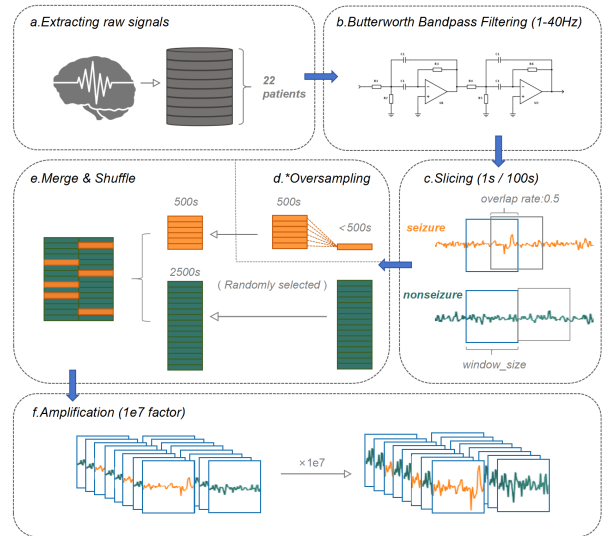 a.Extracting raw signals
22
patients
b.Butterworth Bandpass Filtering (1-40Hz)
c.Slicing (1s / 100s)
overlap rate:0.5
seizure
nonseizure
window_size
d.*Oversampling
500s
<500s
e.Merge & Shuffle
500s
2500s
( Randomly selected )
f.Amplification (1e7 factor)
×1e7